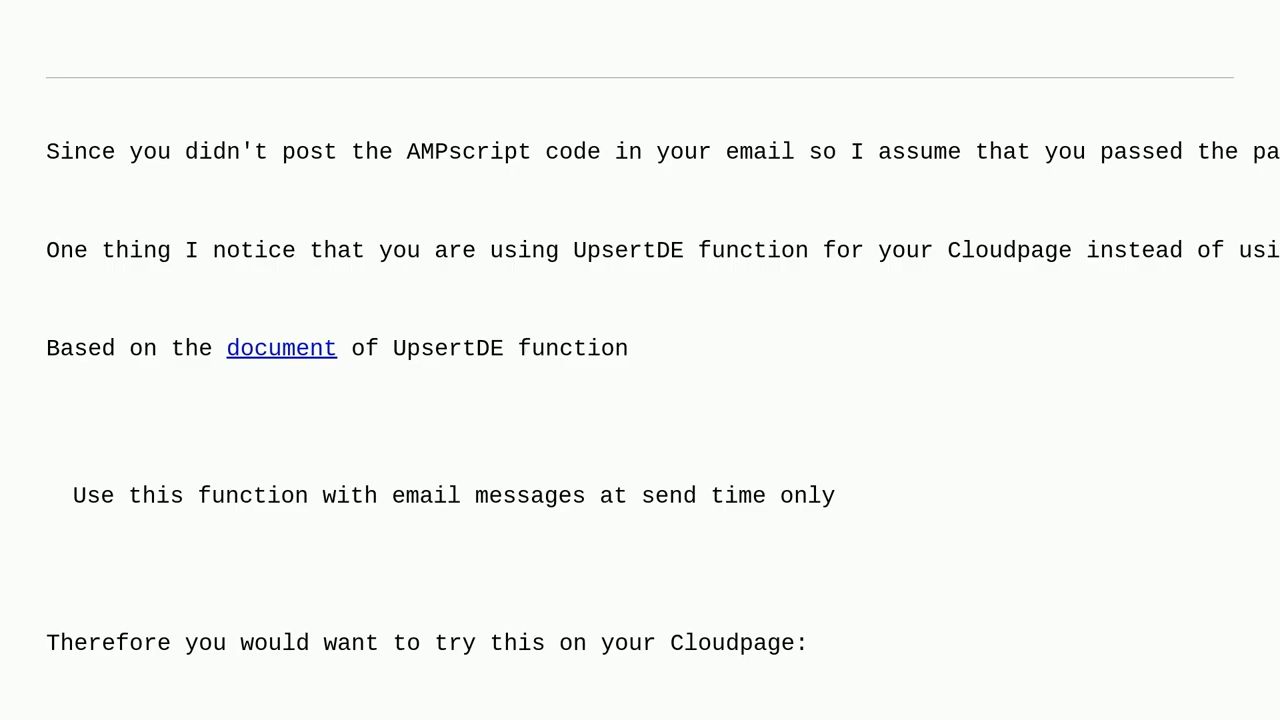 Since you didn't post the AMPscript code in your email so I assume that you passed the
One thing I notice that you are using UpsertDE function for your Cloudpage instead of
Based on the document of UpsertDE function
Use this function with email messages at send time only
Therefore you would want to try this on your Cloudpage: